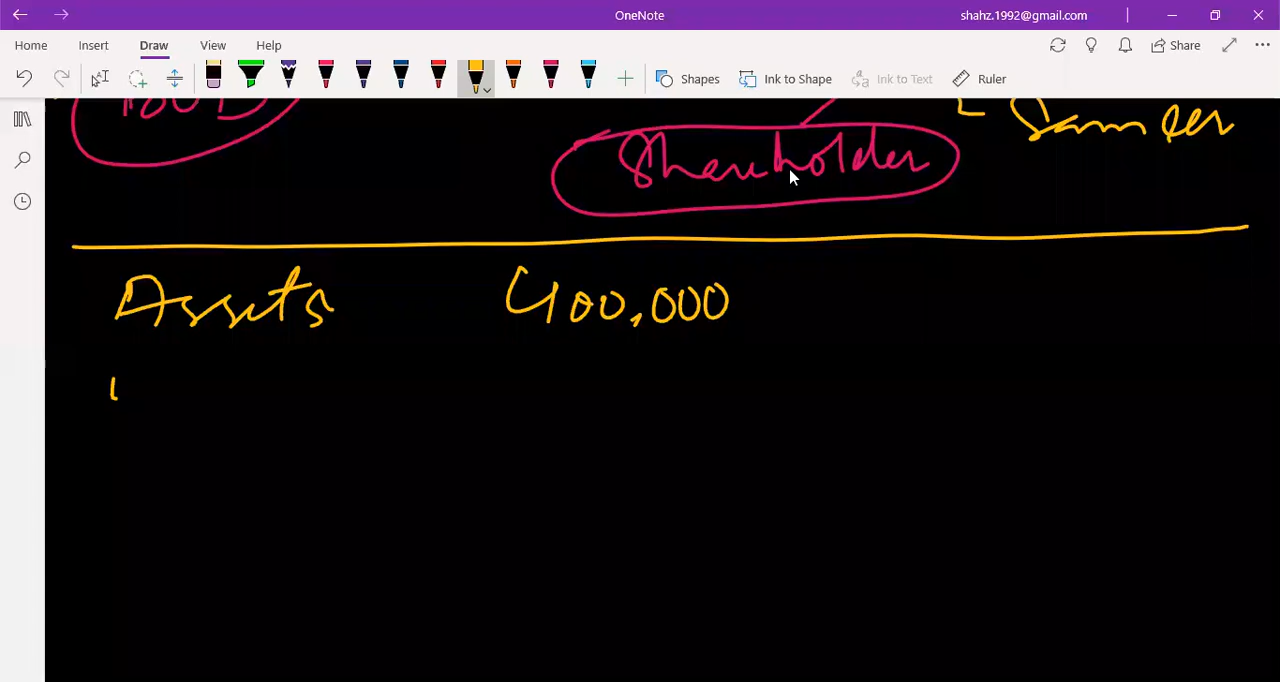 OneNote
shahz.1992@gmail.com
Home Insert Draw View Help
Share
Shapes Ink to Shape Ink to Text Ruler
Sameer
Shareholder
Assets 400,000